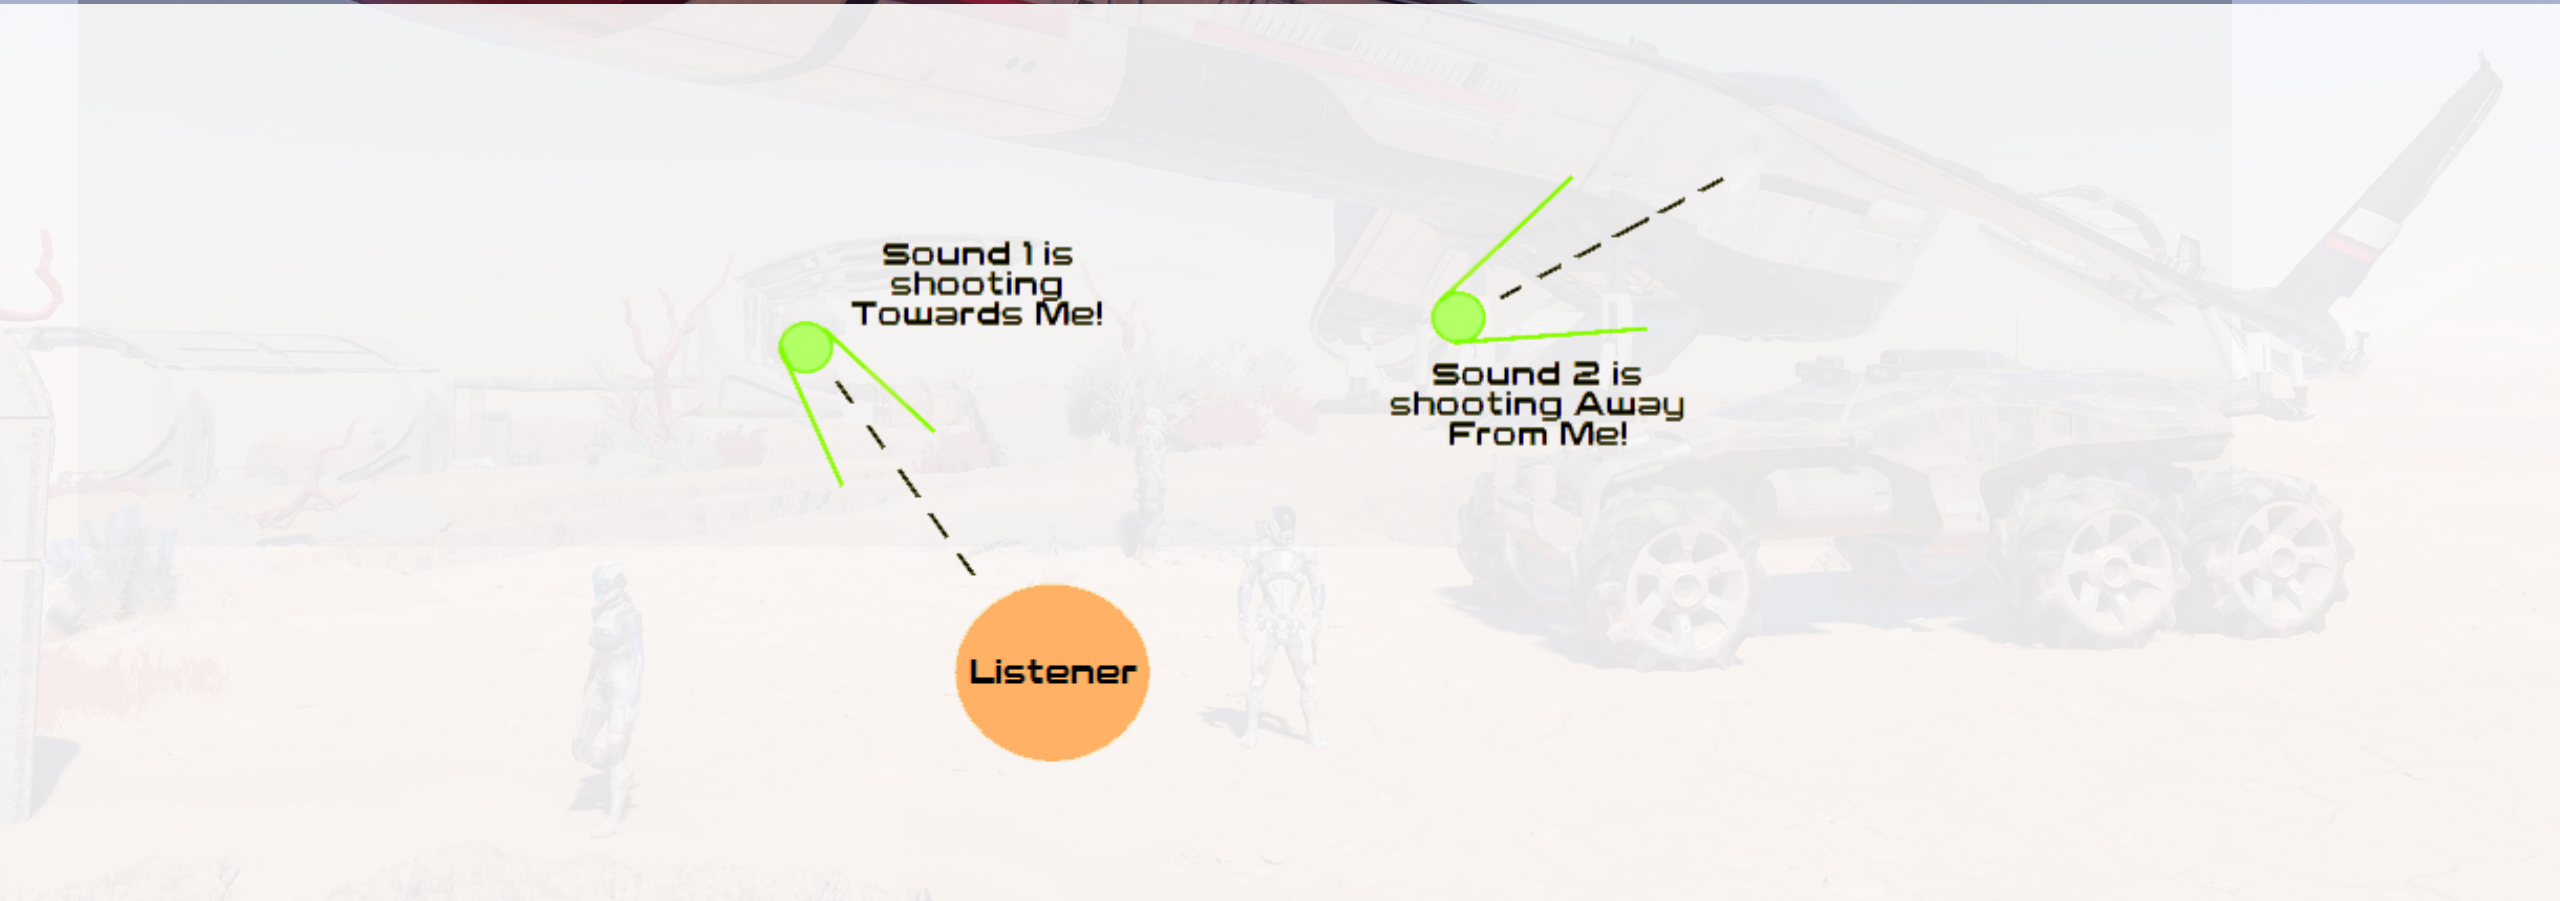 Sound 1 is
shooting
Towards Me!
Sound 2 is
shooting Away
From Me!
Listener